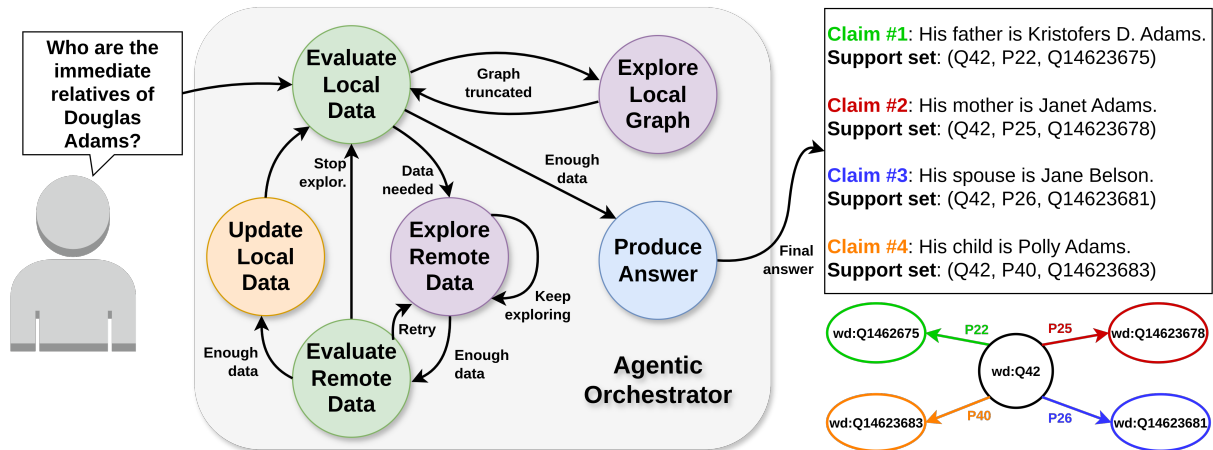 Who are the
immediate
relatives of
Douglas
Adams?
Evaluate
Local
Data
Graph
truncated
Explore
Local
Graph
Stop
explor.
Data
needed
Enough
data
Update
Local
Data
Explore
Remote
Data
Produce
Answer
Final
answer
Keep
exploring
Retry
Enough
data
Evaluate
Remote
Data
Enough
data
Agentic
Orchestrator
Claim #1: His father is Kristofers D. Adams.
Support set: (Q42, P22, Q14623675)
Claim #2: His mother is Janet Adams.
Support set: (Q42, P25, Q14623678)
Claim #3: His spouse is Jane Belson.
Support set: (Q42, P26, Q14623681)
Claim #4: His child is Polly Adams.
Support set: (Q42, P40, Q14623683)
wd:Q1462675
P22
P25
wd:Q14623678
wd:Q42
wd:Q14623683
P40
P26
wd:Q14623681